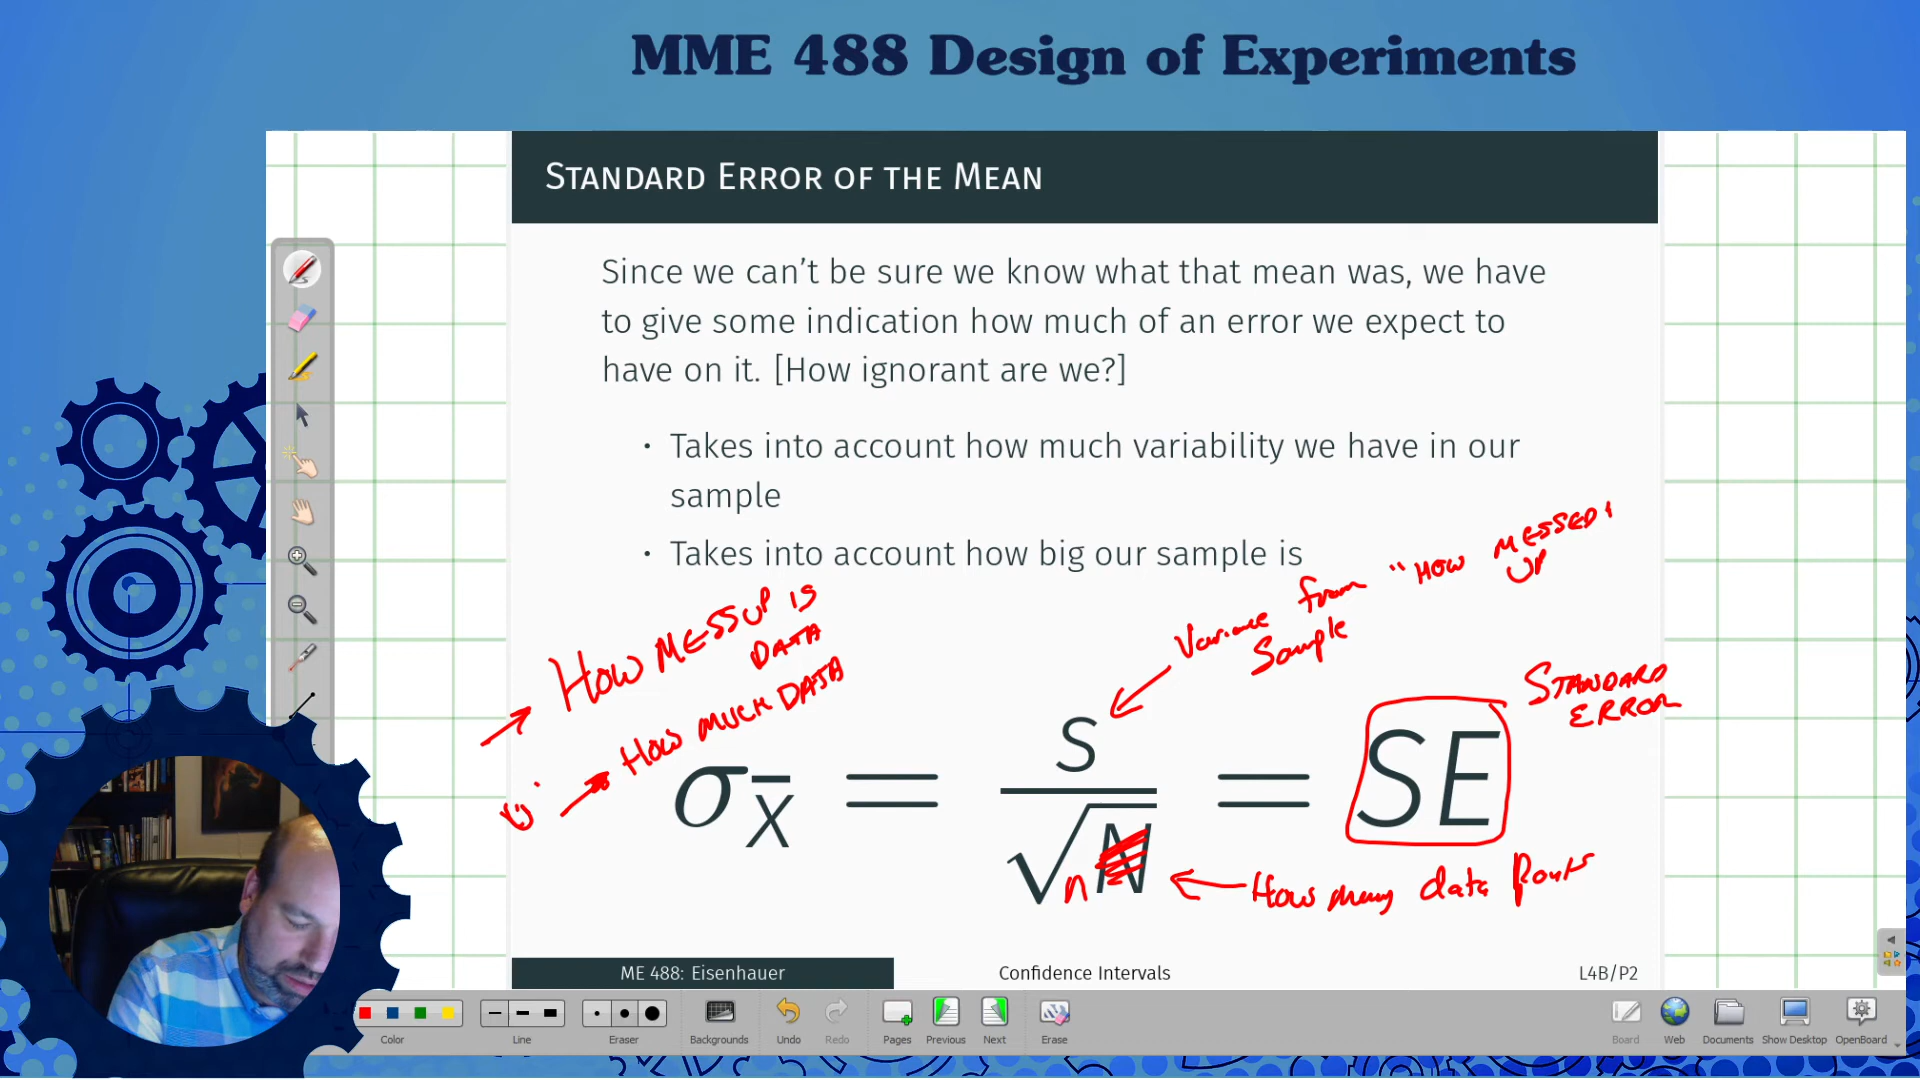 MME 488 Design of Experiments
STANDARD ERROR OF THE MEAN
Since we can't be sure we know what that mean was, we have
to give some indication how much of an error we expect to
have on it. [How ignorant are we?]
· Takes into account how much variability we have in our
sample
· Takes into account how big our sample is
"HOW MESSED
UP
Variance from
Sample
HOW MESSUP IS
DATA
HOW MUCH DATA
STANDARD
ERROR
σx̄ = s/√N = SE
n
How many data Points
ME 488: Eisenhauer
Confidence Intervals
L4B/P2
Color
Line
Eraser
Backgrounds
Undo
Redo
Pages
Previous
Next
Erase
Board
Web
Documents
Show Desktop
OpenBoard